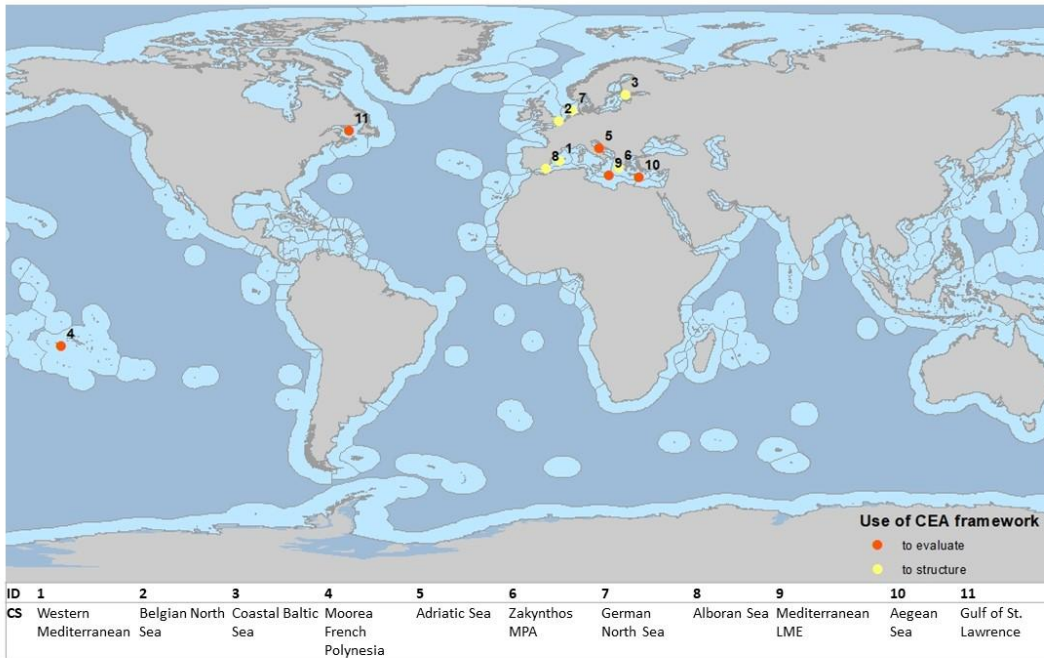 3
7
2
11
5
1
8
6
9
10
4
Use of CEA framework
to evaluate
to structure
ID 1 2 3 4 5 6 7 8 9 10 11
CS Western Mediterranean Belgian North Sea Coastal Baltic Sea Moorea French Polynesia Adriatic Sea Zakynthos MPA German North Sea Alboran Sea Mediterranean LME Aegean Sea Gulf of St. Lawrence